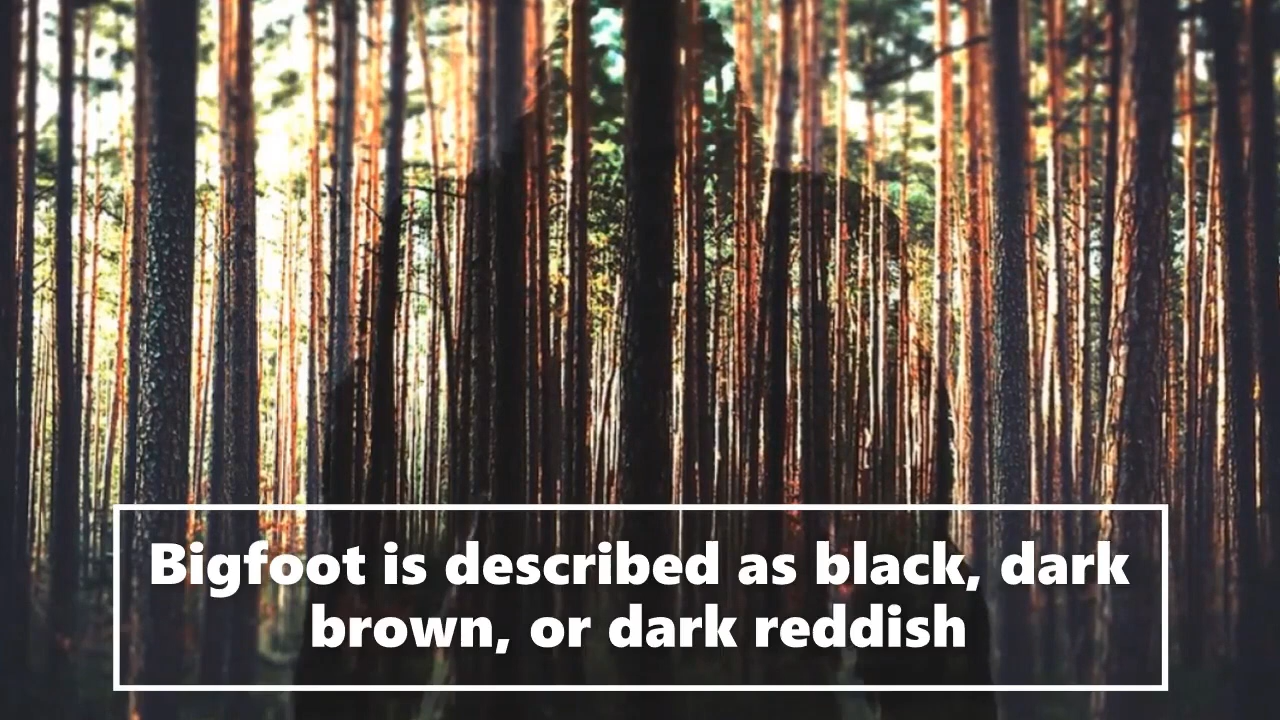 Bigfoot is described as black, dark
brown, or dark reddish